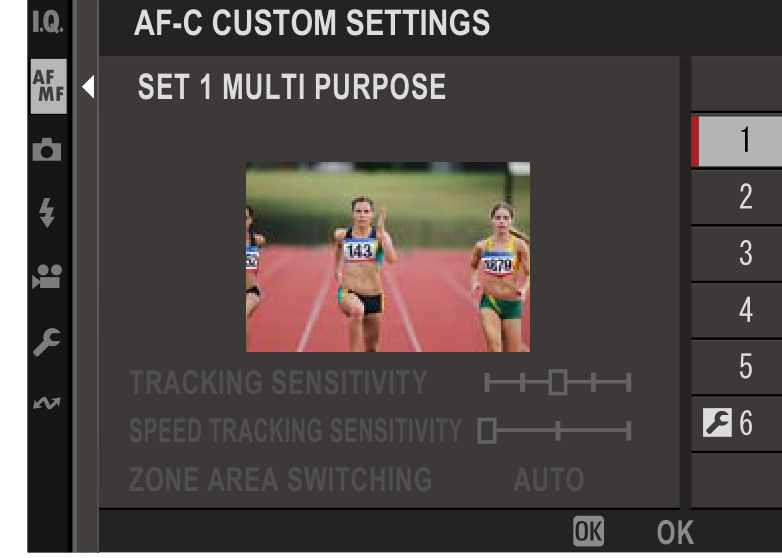 I.Q.
AF-C CUSTOM SETTINGS
AF
MF
SET 1 MULTI PURPOSE
1
2
3
4
5
6
143
1879
TRACKING SENSITIVITY
SPEED TRACKING SENSITIVITY
ZONE AREA SWITCHING AUTO
OK OK